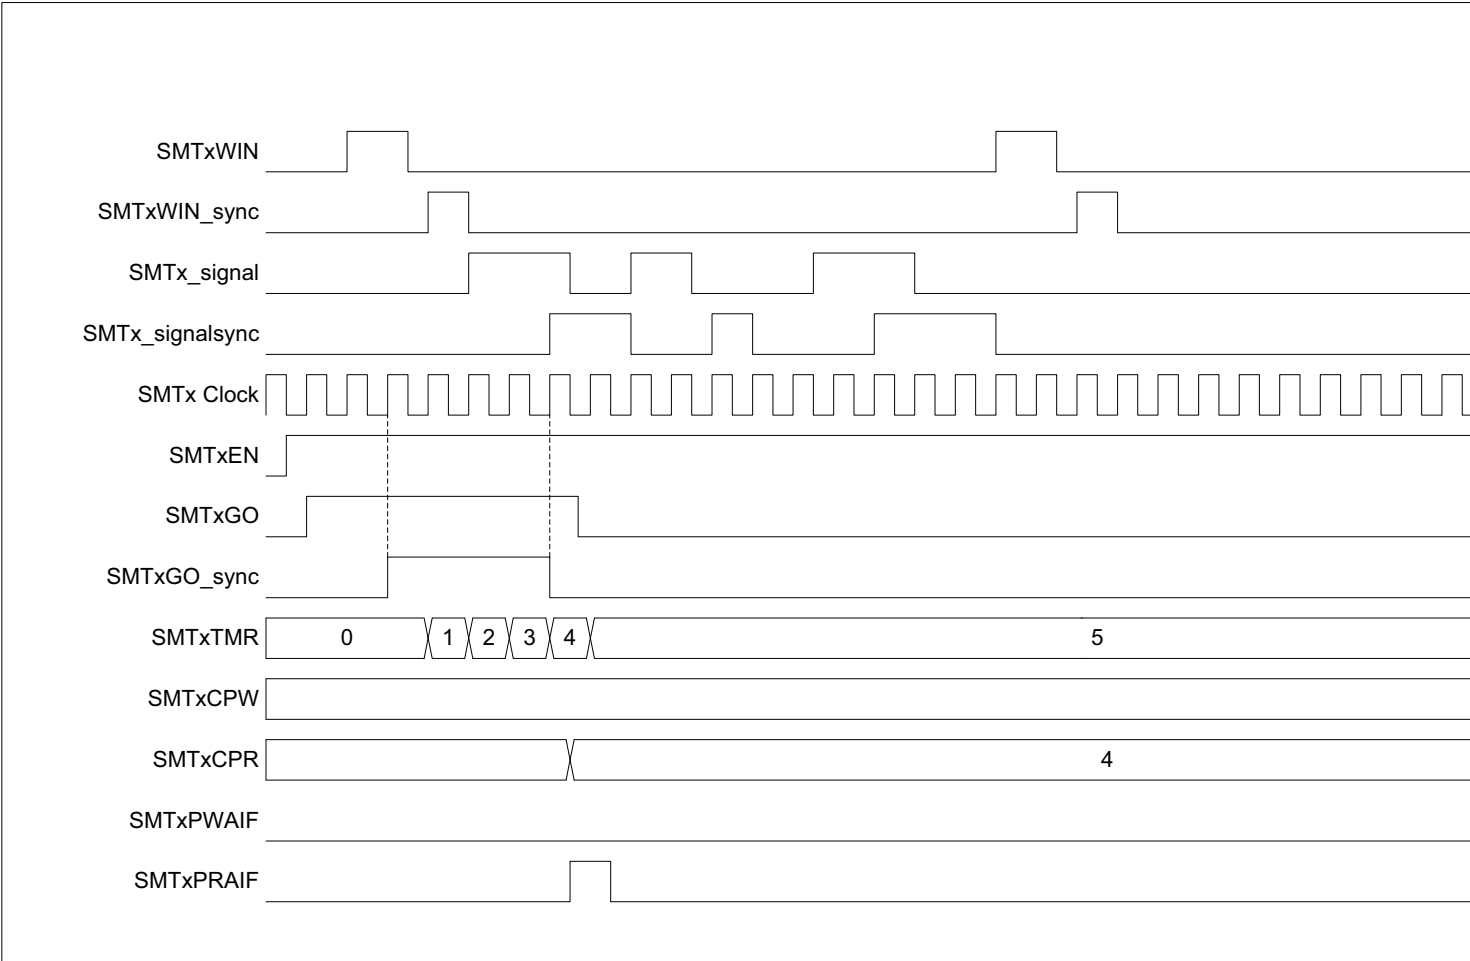 SMTxWIN
SMTxWIN_sync
SMTx_signal
SMTx_signalsync
SMTx Clock
SMTxEN
SMTxGO
SMTxGO_sync
SMTxTMR 0 1 2 3 4 5
SMTxCPW
SMTxCPR 4
SMTxPWAIF
SMTxPRAIF